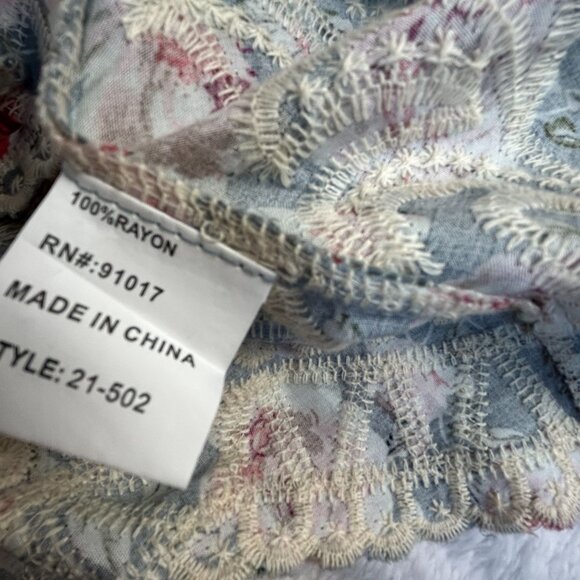 100%RAYON
RN#:91017
MADE IN CHINA
TYLE: 21-502